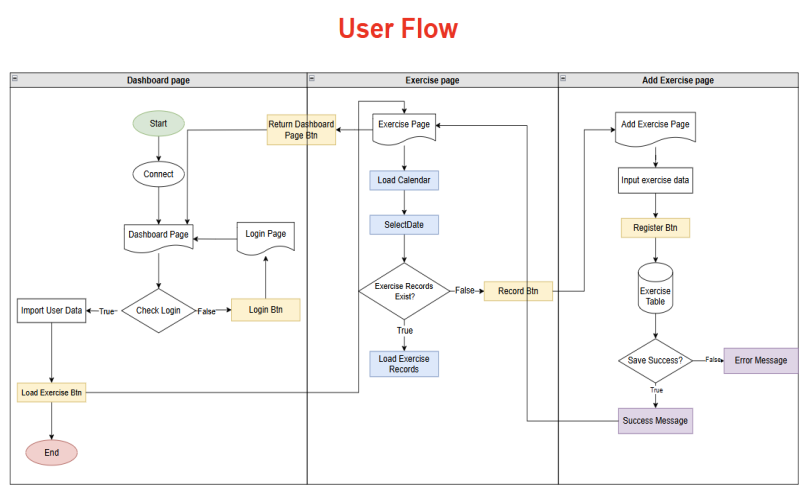 User Flow
Dashboard page
Exercise page
Add Exercise page
Start
Connect
Dashboard Page
Login Page
Check Login
True
False
Import User Data
Login Btn
Load Exercise Btn
End
Return Dashboard
Page Btn
Exercise Page
Load Calendar
SelectDate
Exercise Records
Exist?
False
Record Btn
True
Load Exercise
Records
Add Exercise Page
Input exercise data
Register Btn
Exercise
Table
Save Success?
False
Error Message
True
Success Message